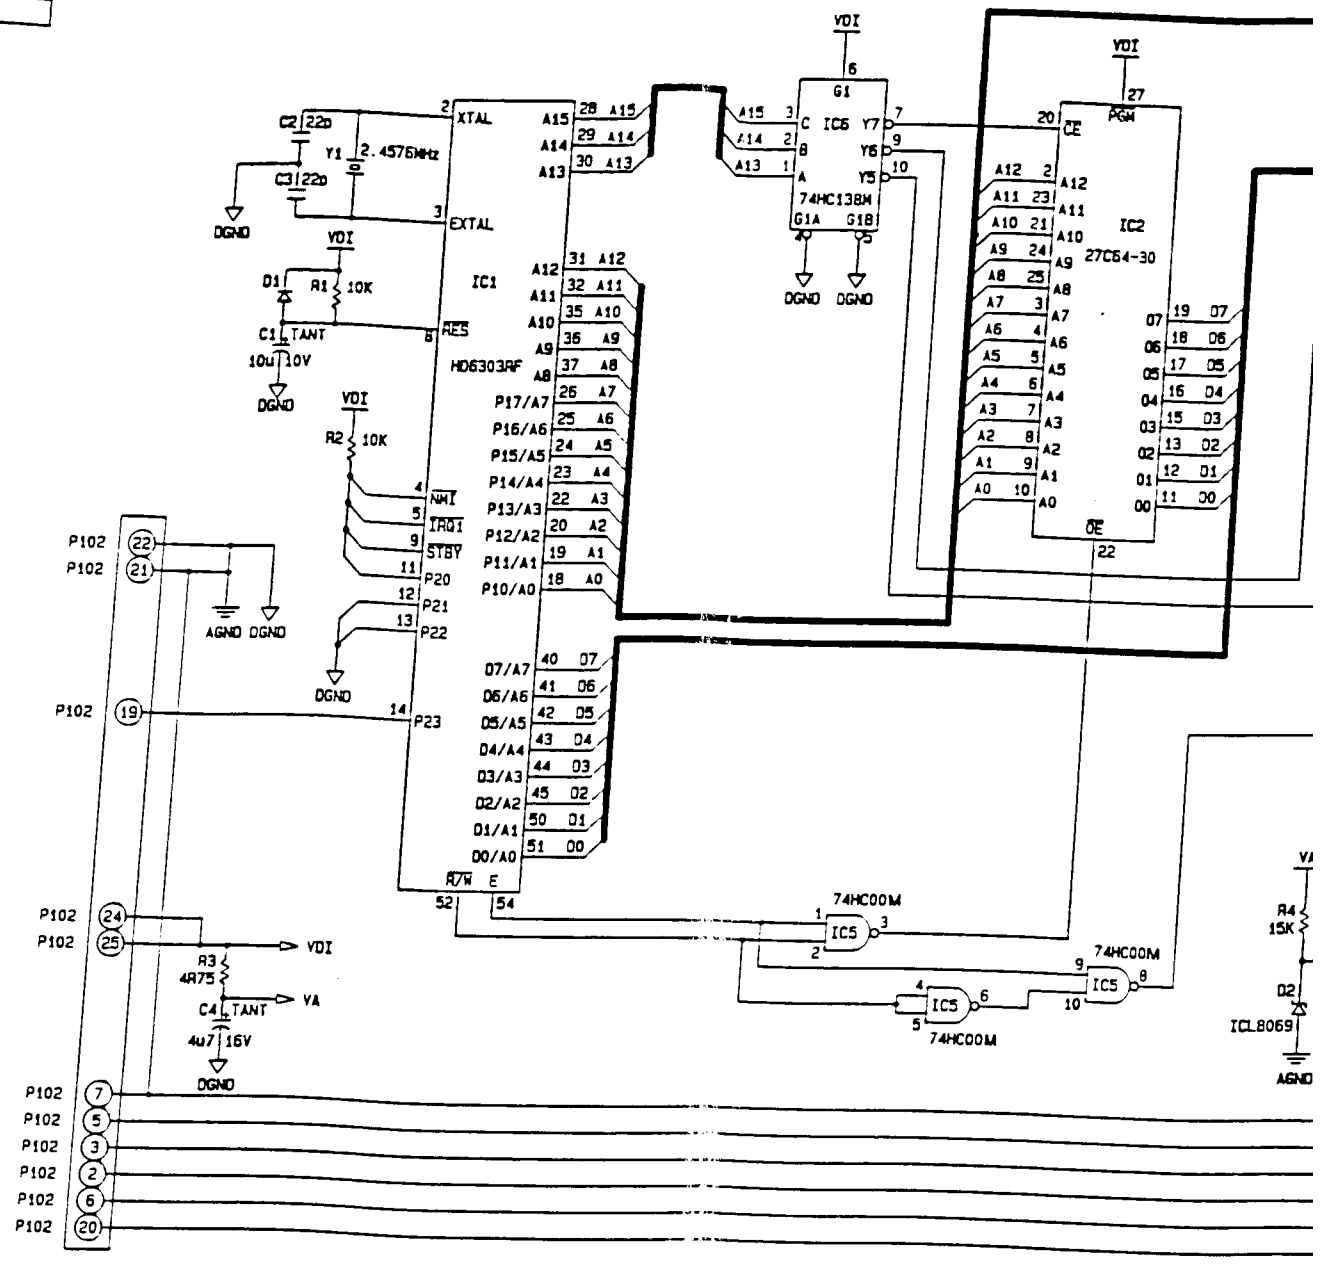 VDI
6
G1
A15 3 C IC6 Y7 7
A14 2 B Y6 9
A13 1 A Y5 10
74HC138M
G1A G1B
4 5
DGND DGND
VDI
27
PGM
20 CE
A12 2 A12
A11 23 A11
A10 21 A10
A9 24 A9
A8 25 A8
A7 3 A7
A6 4 A6
A5 5 A5
A4 6 A4
A3 7 A3
A2 8 A2
A1 9 A1
A0 10 A0
IC2
27C64-30
O7 19 D7
O6 18 D6
O5 17 D5
O4 16 D4
O3 15 D3
O2 13 D2
O1 12 D1
O0 11 D0
OE
22
C2 22p
Y1 2.4576MHz
C3 22p
DGND
2 XTAL
3 EXTAL
VDI
D1 R1 10K
C1 TANT
10u 10V
DGND
8 RES
IC1
HD6303RF
A15 28 A15
A14 29 A14
A13 30 A13
A12 31 A12
A11 32 A11
A10 35 A10
A9 36 A9
A8 37 A8
P17/A7 26 A7
P16/A6 25 A6
P15/A5 24 A5
P14/A4 23 A4
P13/A3 22 A3
P12/A2 20 A2
P11/A1 19 A1
P10/A0 18 A0
VDI
R2 10K
4 NMI
5 IRQ1
9 STBY
11 P20
12 P21
13 P22
DGND
14 P23
D7/A7 40 D7
D6/A6 41 D6
D5/A5 42 D5
D4/A4 43 D4
D3/A3 44 D3
D2/A2 45 D2
D1/A1 50 D1
D0/A0 51 D0
R/W E
52 54
P102 22
P102 21
AGND DGND
P102 19
P102 24
P102 25
VDI
R3
4R75
VA
C4 TANT
4u7 16V
DGND
74HC00M
1 IC5 3
2
74HC00M
9 IC5 8
10
4 IC5 6
5
74HC00M
VA
R4
15K
D2
ICL8069
AGND
P102 7
P102 5
P102 3
P102 2
P102 6
P102 20